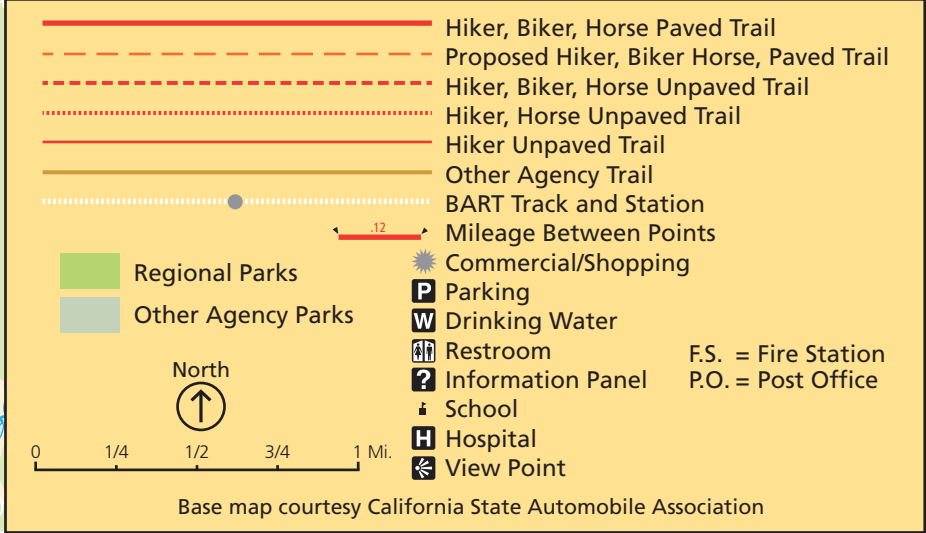 Hiker, Biker, Horse Paved Trail
Proposed Hiker, Biker Horse, Paved Trail
Hiker, Biker, Horse Unpaved Trail
Hiker, Horse Unpaved Trail
Hiker Unpaved Trail
Other Agency Trail
BART Track and Station
.12
Mileage Between Points
Commercial/Shopping
Regional Parks
Other Agency Parks
P Parking
W Drinking Water
Restroom
? Information Panel
School
H Hospital
View Point
F.S. = Fire Station
P.O. = Post Office
North
0 1/4 1/2 3/4 1 Mi.
Base map courtesy California State Automobile Association